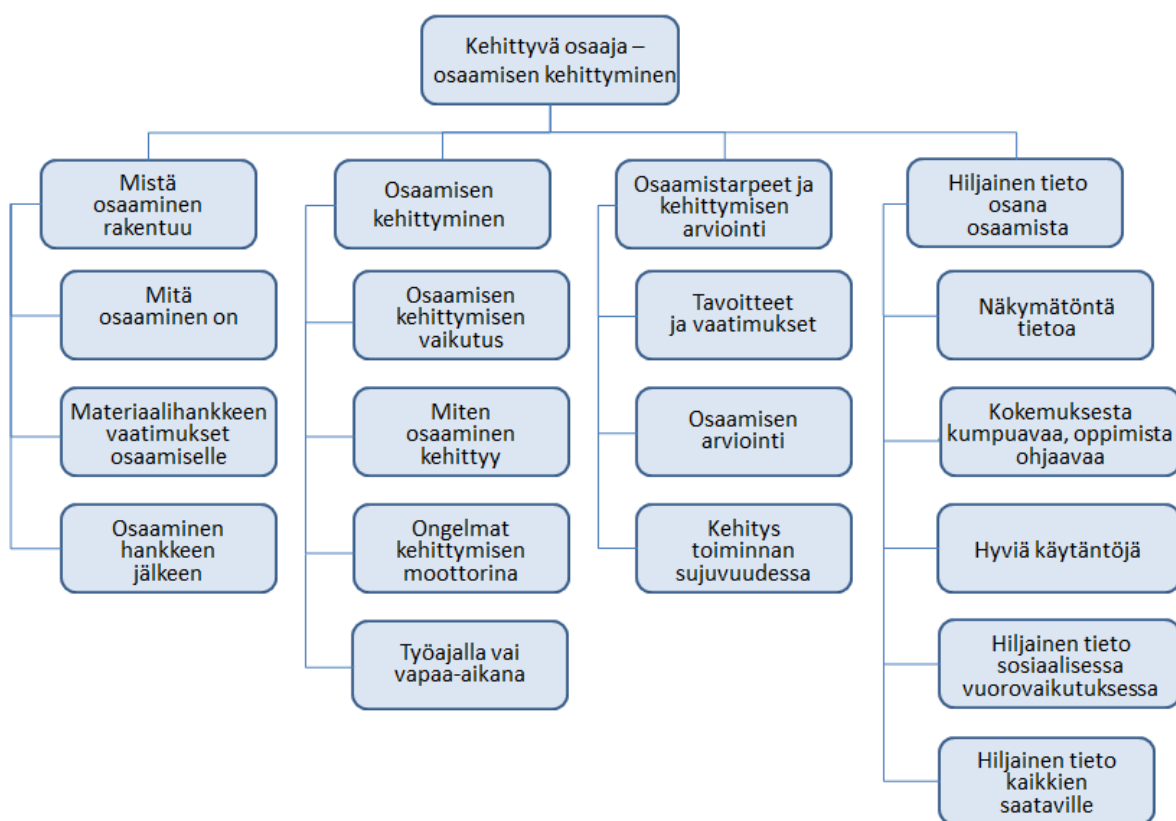 Kehittyvä osaaja –
osaamisen kehittyminen
Mistä
osaaminen
rakentuu
Mitä
osaaminen on
Materiaalihankkeen
vaatimukset
osaamiselle
Osaaminen
hankkeen
jälkeen
Osaamisen
kehittyminen
Osaamisen
kehittymisen
vaikutus
Miten
osaaminen
kehittyy
Ongelmat
kehittymisen
moottorina
Työajalla vai
vapaa-aikana
Osaamistarpeet ja
kehittymisen
arviointi
Tavoitteet
ja vaatimukset
Osaamisen
arviointi
Kehitys
toiminnan
sujuvuudessa
Hiljainen tieto
osana
osaamista
Näkymätöntä
tietoa
Kokemuksesta
kumpuavaa, oppimista
ohjaavaa
Hyviä käytäntöjä
Hiljainen tieto
sosiaalisessa
vuorovaikutuksessa
Hiljainen tieto
kaikkien
saataville